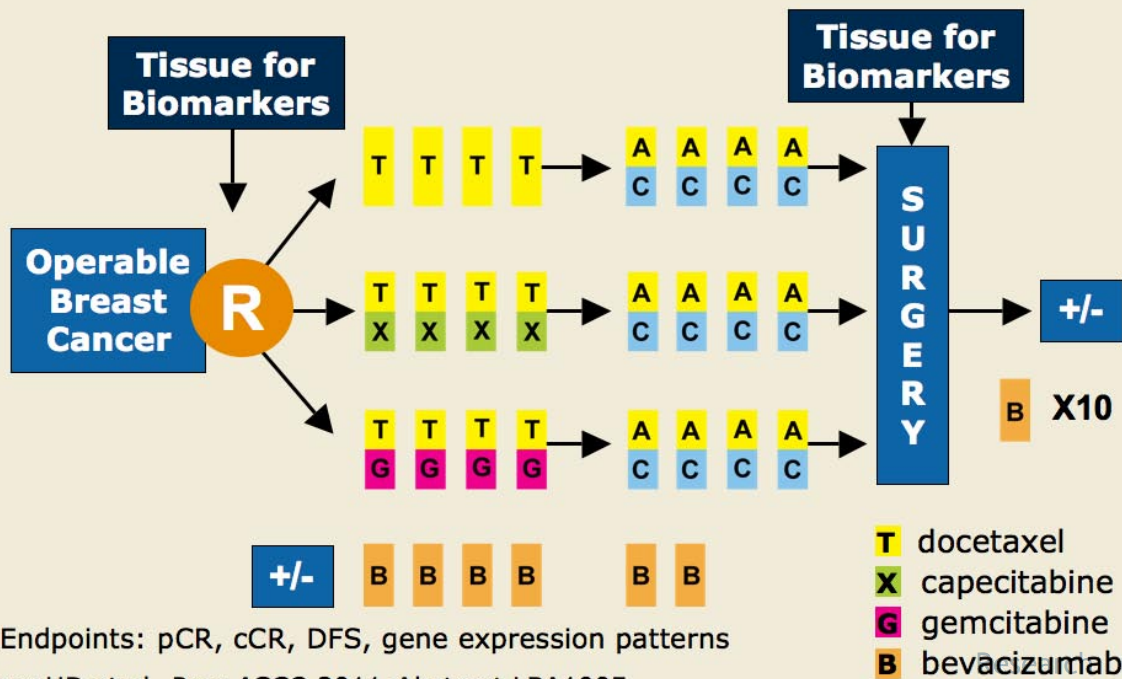 Tissue for
Biomarkers
Tissue for
Biomarkers
Operable
Breast
Cancer
R
T T T T
A A A A
C C C C
T T T T
X X X X
A A A A
C C C C
T T T T
G G G G
A A A A
C C C C
SURGERY
+/-
B X10
+/- B B B B B B
T docetaxel
X capecitabine
G gemcitabine
B bevacizumab
Endpoints: pCR, cCR, DFS, gene expression patterns